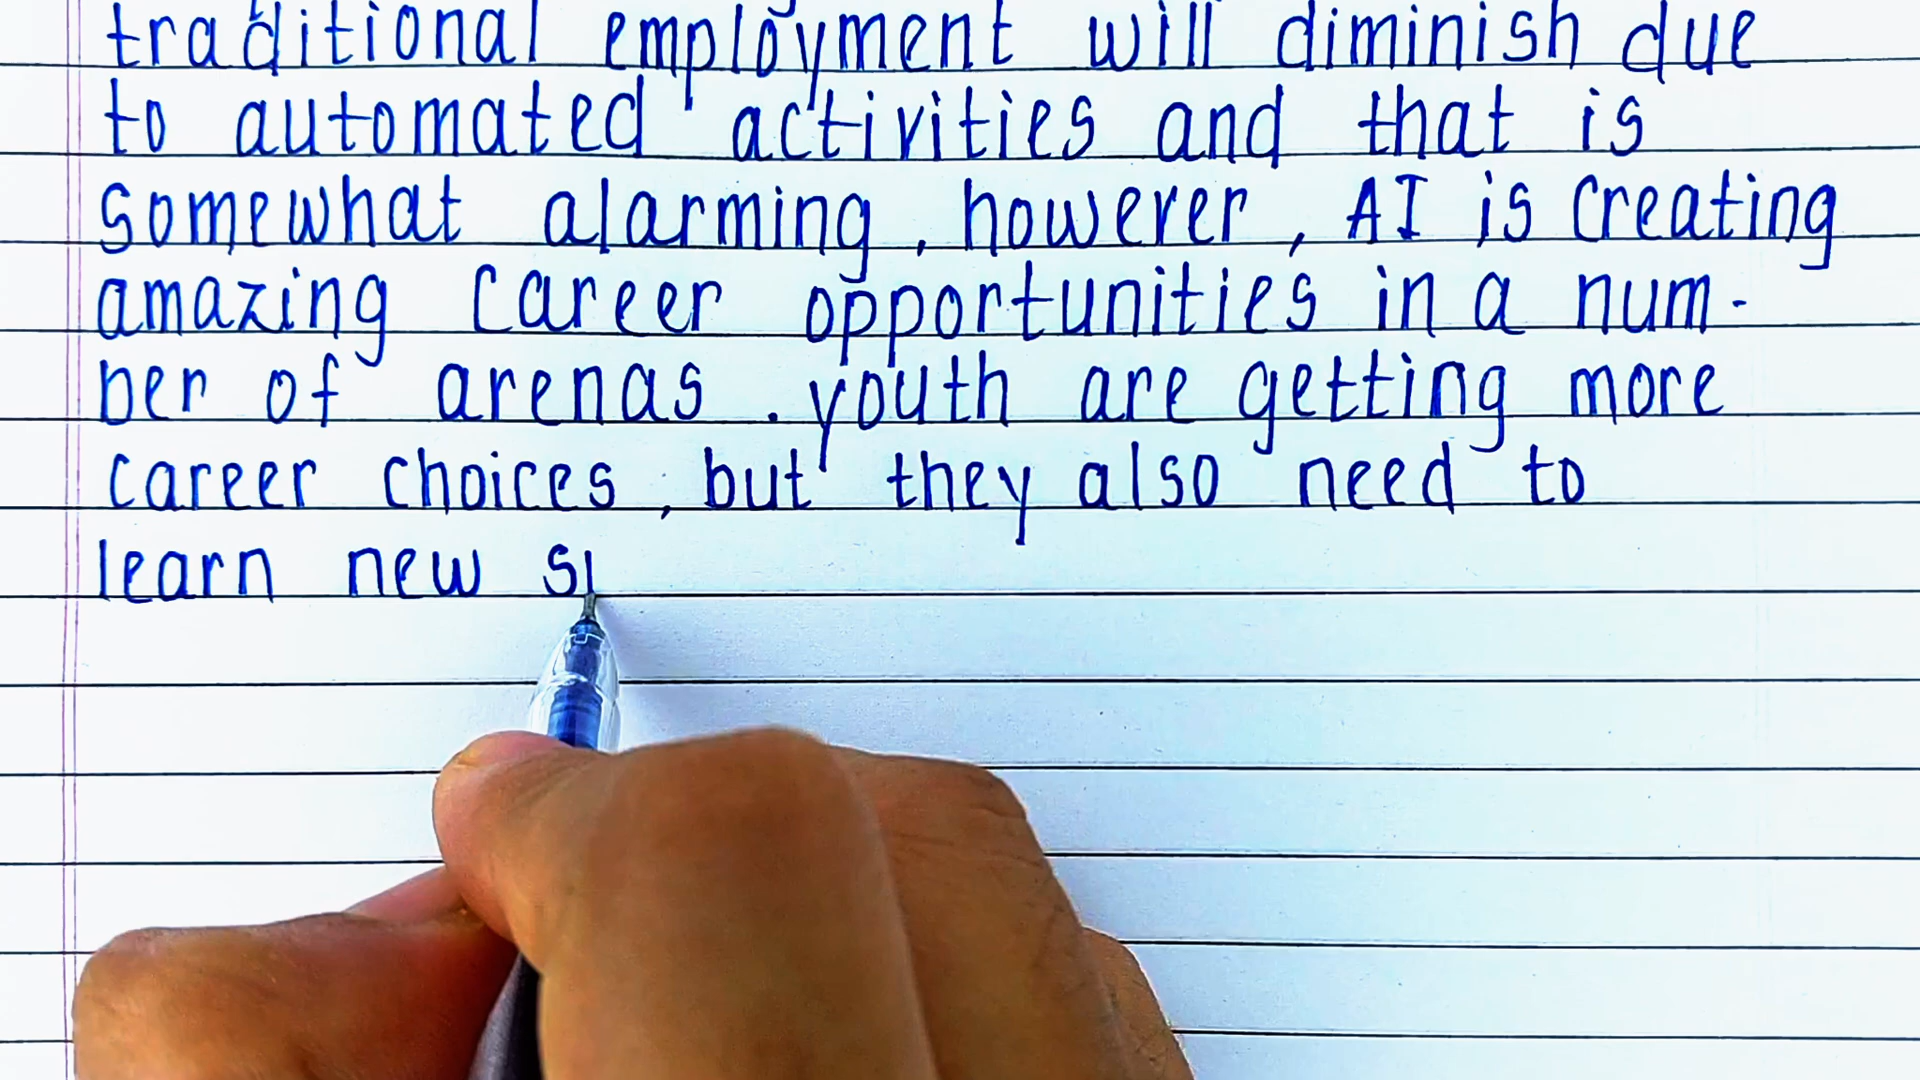 traditional employment will diminish due
to automated activities and that is
somewhat alarming, however, AI is creating
amazing career opportunities in a num-
ber of arenas. youth are getting more
career choices, but they also need to
learn new